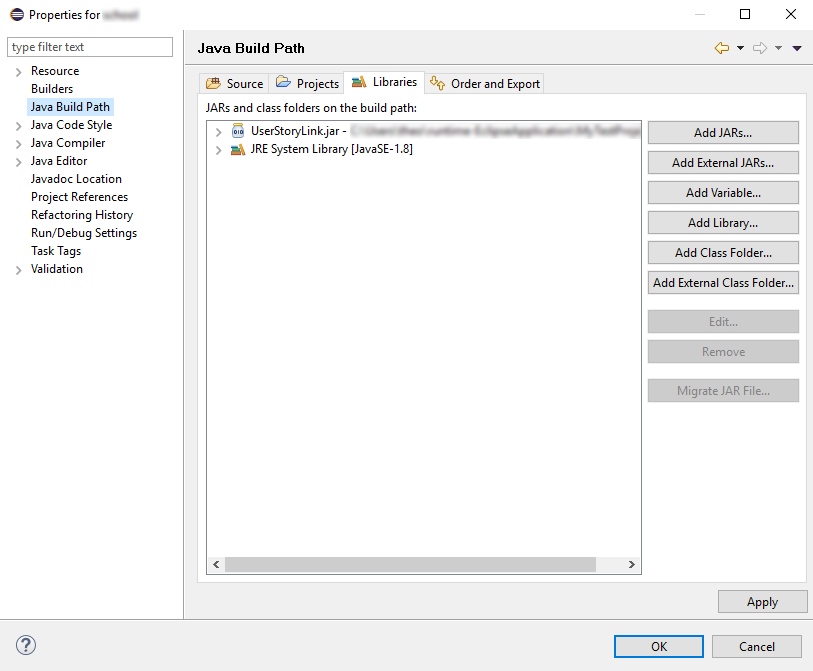 Properties for
type filter text
Resource
Builders
Java Build Path
Java Code Style
Java Compiler
Java Editor
Javadoc Location
Project References
Refactoring History
Run/Debug Settings
Task Tags
Validation
Java Build Path
Source
Projects
Libraries
Order and Export
JARs and class folders on the build path:
UserStoryLink.jar -
JRE System Library [JavaSE-1.8]
Add JARs...
Add External JARs...
Add Variable...
Add Library...
Add Class Folder...
Add External Class Folder...
Edit...
Remove
Migrate JAR File...
Apply
?
OK
Cancel